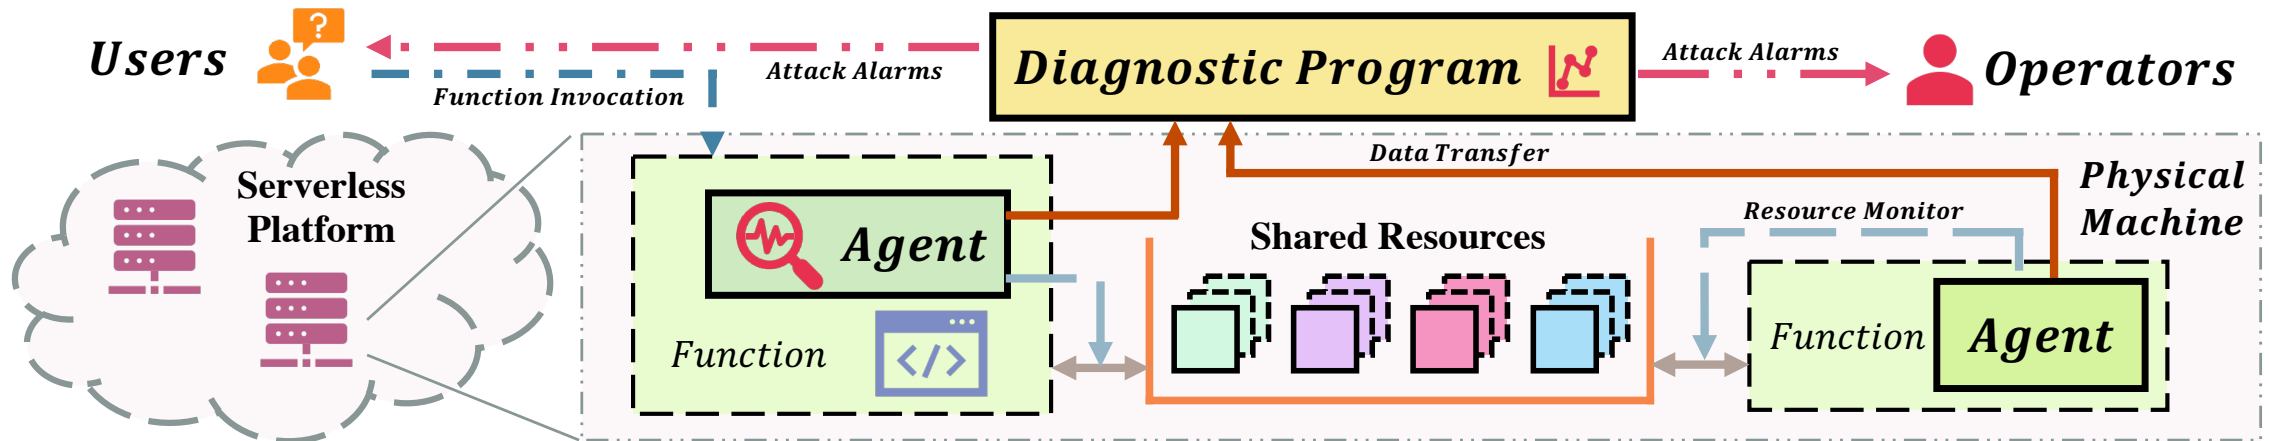 Users
?
Attack Alarms
Function Invocation
Diagnostic Program
Attack Alarms
Operators
Serverless
Platform
Data Transfer
Physical
Machine
Resource Monitor
Agent
Shared Resources
Function
</>
Function
Agent